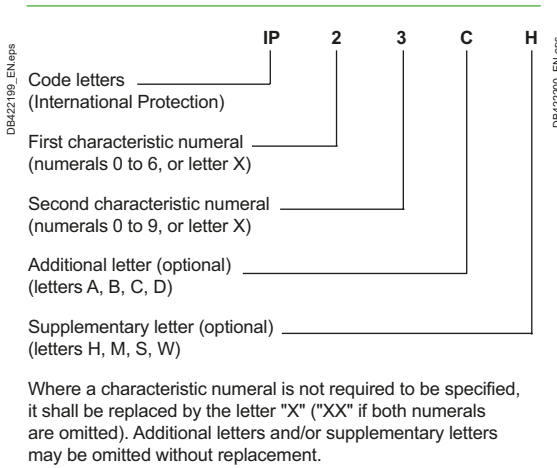 IP 2 3 C H
Code letters
(International Protection)
First characteristic numeral
(numerals 0 to 6, or letter X)
Second characteristic numeral
(numerals 0 to 9, or letter X)
Additional letter (optional)
(letters A, B, C, D)
Supplementary letter (optional)
(letters H, M, S, W)
Where a characteristic numeral is not required to be specified,
it shall be replaced by the letter "X" ("XX" if both numerals
are omitted). Additional letters and/or supplementary letters
may be omitted without replacement.
DB422199_EN.eps